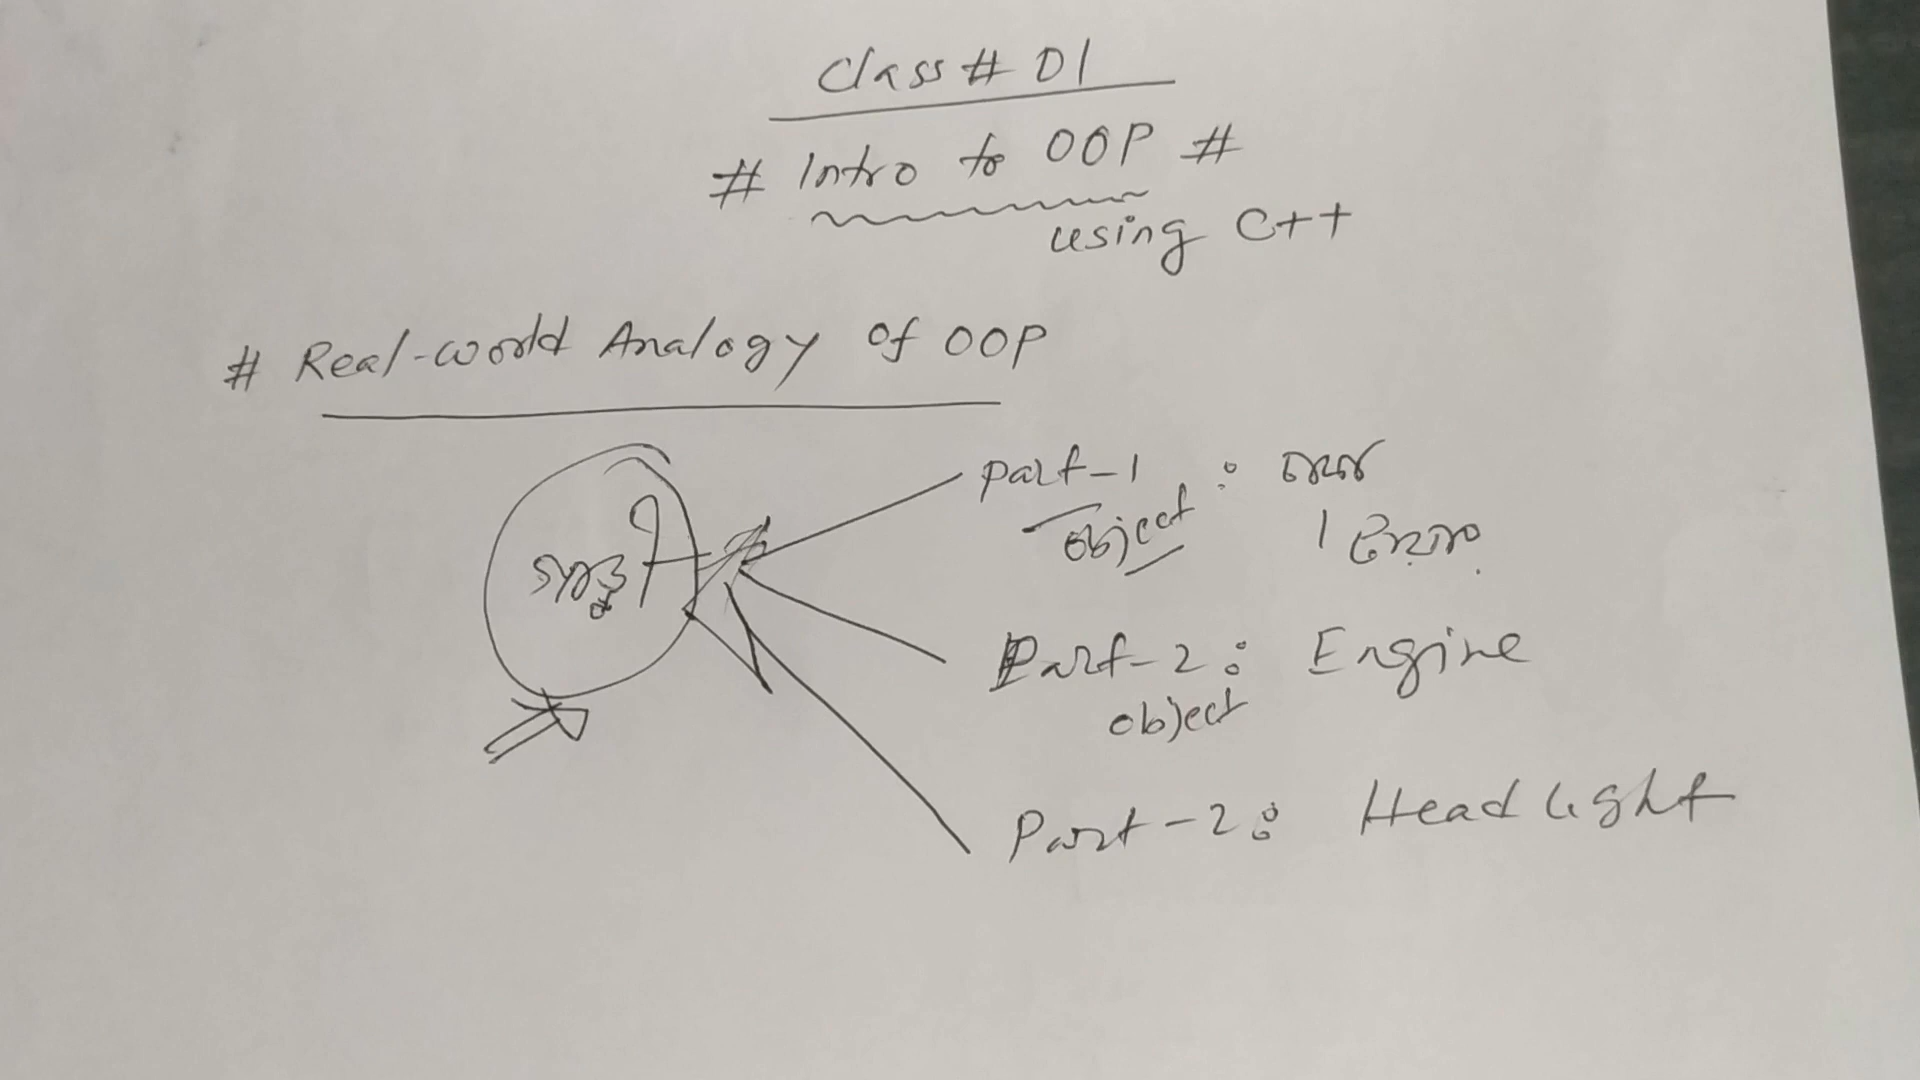 Class # 01
# Intro to OOP #
using C++
# Real-world Analogy of OOP
Part-1 :
object
Part-2 : Engine
object
Part-2 : Head light